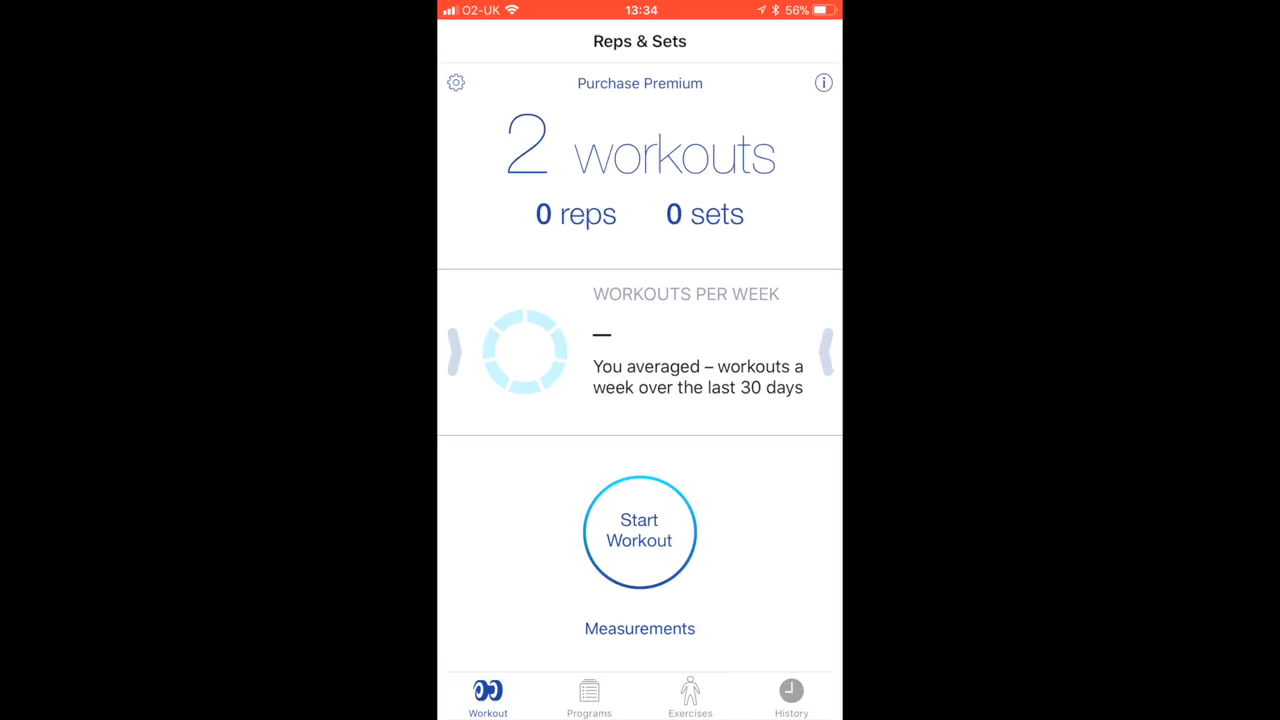 O2-UK 13:34 56%
Reps & Sets
Purchase Premium
2 workouts
0 reps 0 sets
WORKOUTS PER WEEK
—
You averaged – workouts a
week over the last 30 days
Start
Workout
Measurements
Workout Programs Exercises History